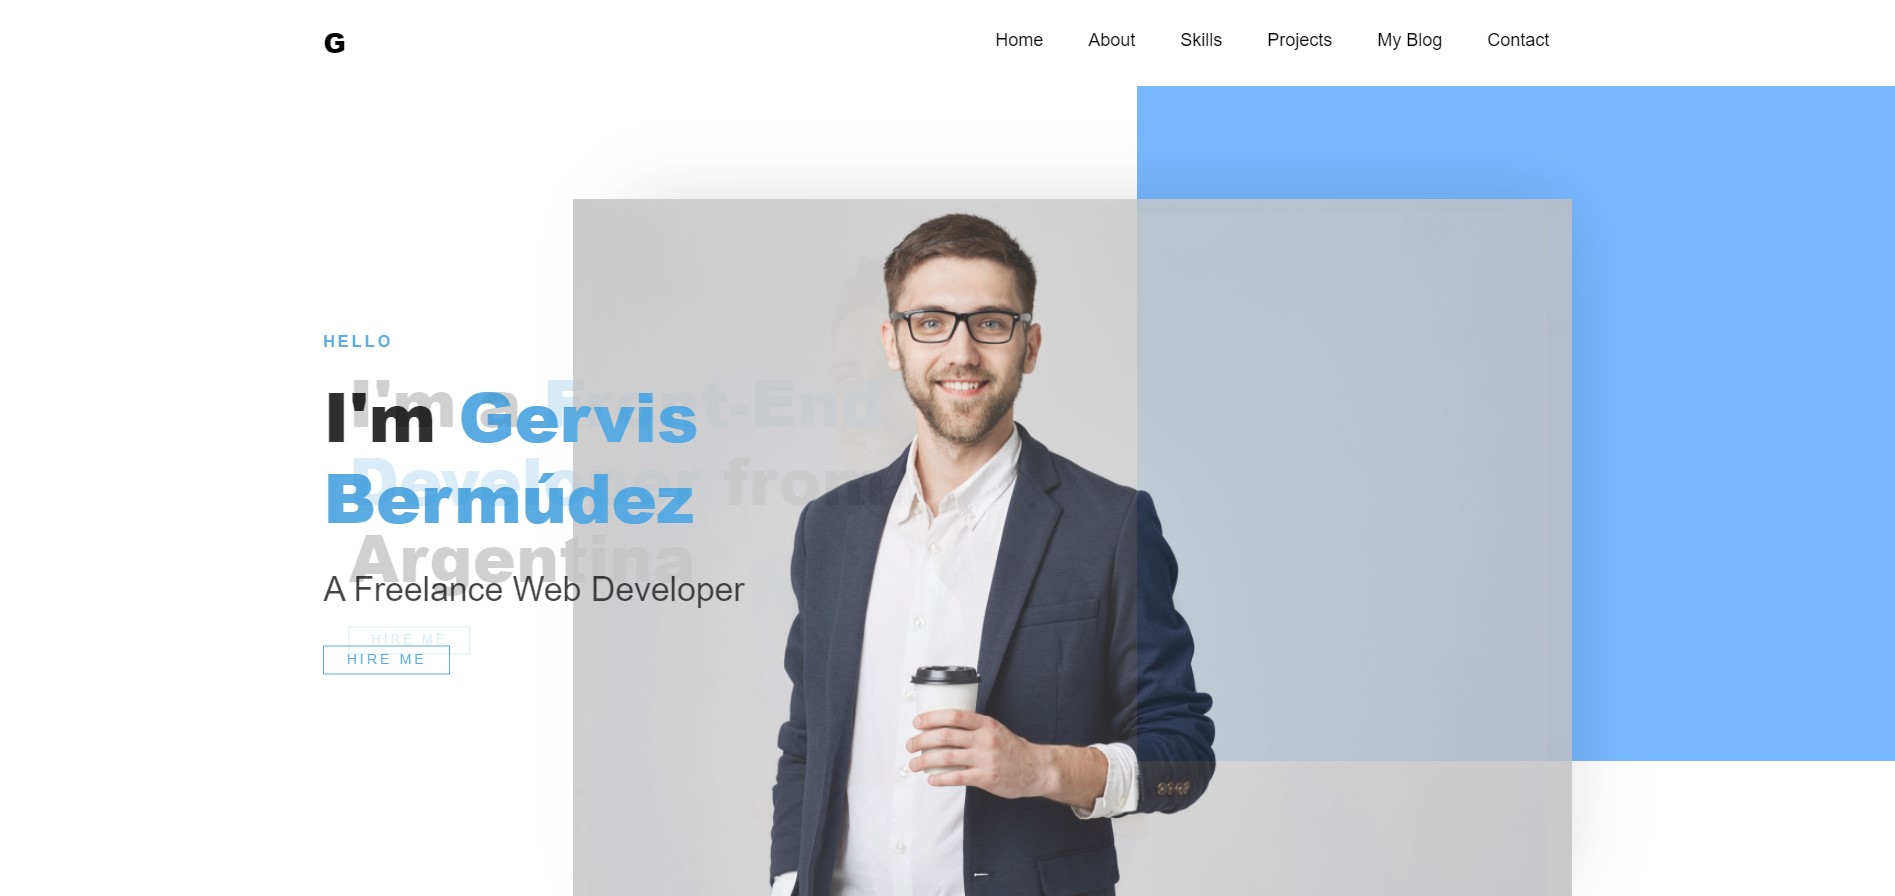 G
Home About Skills Projects My Blog Contact
HELLO
I'm a Front-End
Developer from
Argentina
HIRE ME
I'm Gervis
Bermúdez
A Freelance Web Developer
HIRE ME